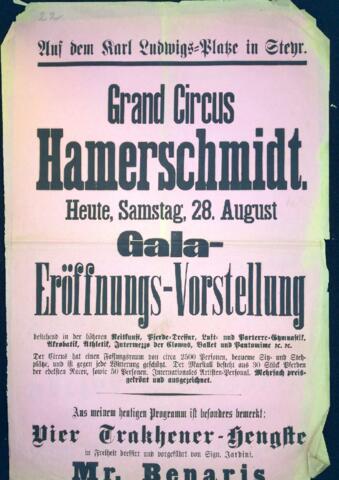 22
Auf dem Karl Ludwigs-Platze in Steyr.
Grand Circus
Hamerschmidt.
Heute, Samstag, 28. August
Gala-
Eröffnungs-Vorstellung
bestehend in der höheren Reitkunst, Pferde-Dressur, Luft- und Parterre-Gymnastik,
Akrobatik, Athletik, Intermezzo der Clowns, Ballet und Pantomime ꝛc. ꝛc.
Der Circus hat einen Fassungsraum von circa 2500 Personen, bequeme Sitz- und Steh-
plätze, und ist gegen jede Witterung geschützt. Der Marstall besteht aus 30 Stück Pferden
der edelsten Racen, sowie 50 Personen. Internationales Künstler-Personal. Mehrfach preis-
gekrönt und ausgezeichnet.
Aus meinem heutigen Programm ist besonders bemerkt:
Vier Trakhener-Hengste
in Freiheit dressirt und vorgeführt von Sign. Jardini.
Mr. Benaris